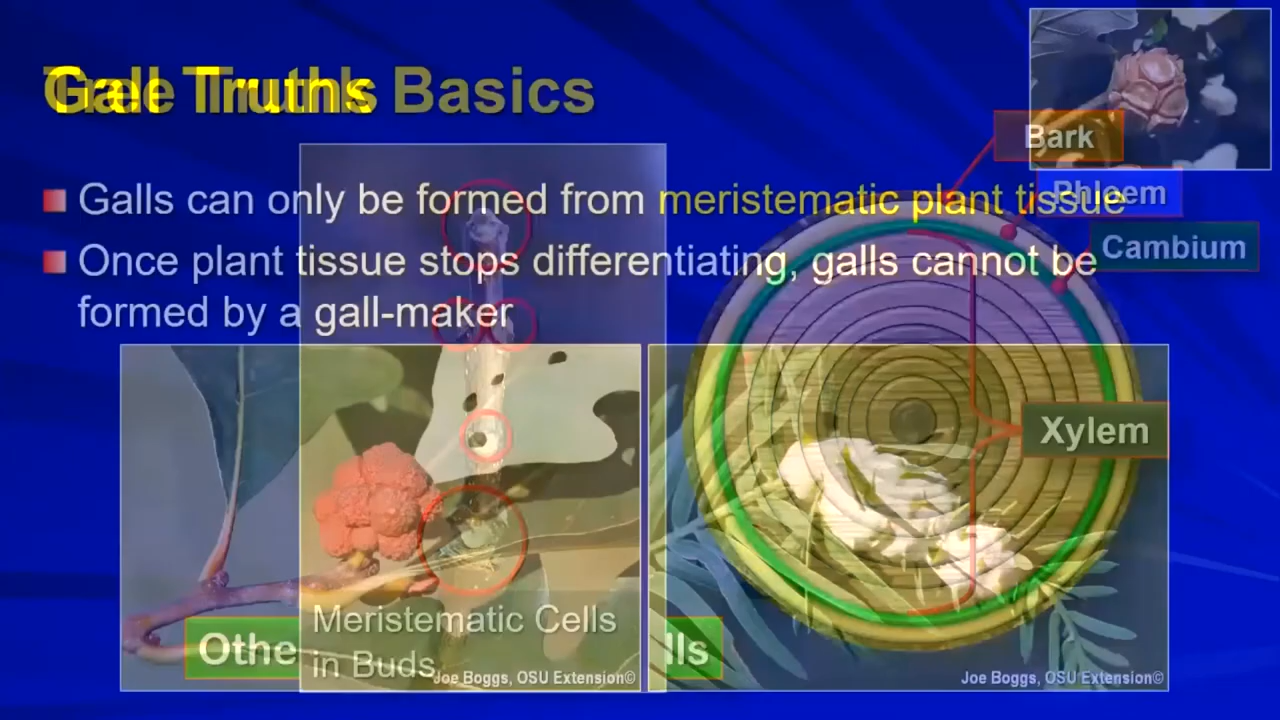 Gall Truths
Tree Trunk Basics
Bark
Phloem
Galls can only be formed from meristematic plant tissue
Cambium
Once plant tissue stops differentiating, galls cannot be
formed by a gall-maker
Xylem
Meristematic Cells
in Buds
Othe
lls
Joe Boggs, OSU Extension©
Joe Boggs, OSU Extension©